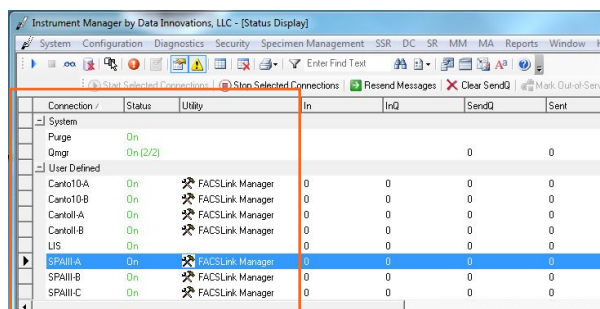 Instrument Manager by Data Innovations, LLC - [Status Display]
System Configuration Diagnostics Security Specimen Management SSR DC SR MM MA Reports Window
Enter Find Text
Start Selected Connections Stop Selected Connections Resend Messages Clear SendQ Mark Out-of-Serv
Connection Status Utility In InQ SendQ Sent
System
Purge On
Qmgr On (2/2) 0 0
User Defined
Canto10-A On FACSLink Manager 0 0 0 0
Canto10-B On FACSLink Manager 0 0 0 0
CantoII-A On FACSLink Manager 0 0 0 0
CantoII-B On FACSLink Manager 0 0 0 0
LIS On 0 0 0 0
SPAIII-A On FACSLink Manager 0 0 0 0
SPAIII-B On FACSLink Manager 0 0 0 0
SPAIII-C On FACSLink Manager 0 0 0 0